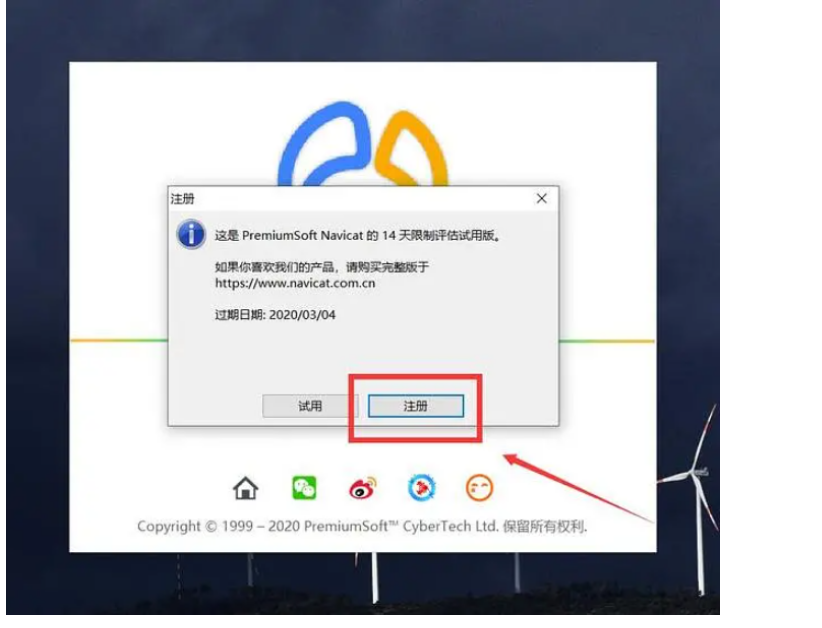 注册
这是 PremiumSoft Navicat 的 14 天限制评估试用版。
如果你喜欢我们的产品，请购买完整版于
https://www.navicat.com.cn
过期日期: 2020/03/04
试用
注册
Copyright © 1999 – 2020 PremiumSoft™ CyberTech Ltd. 保留所有权利.